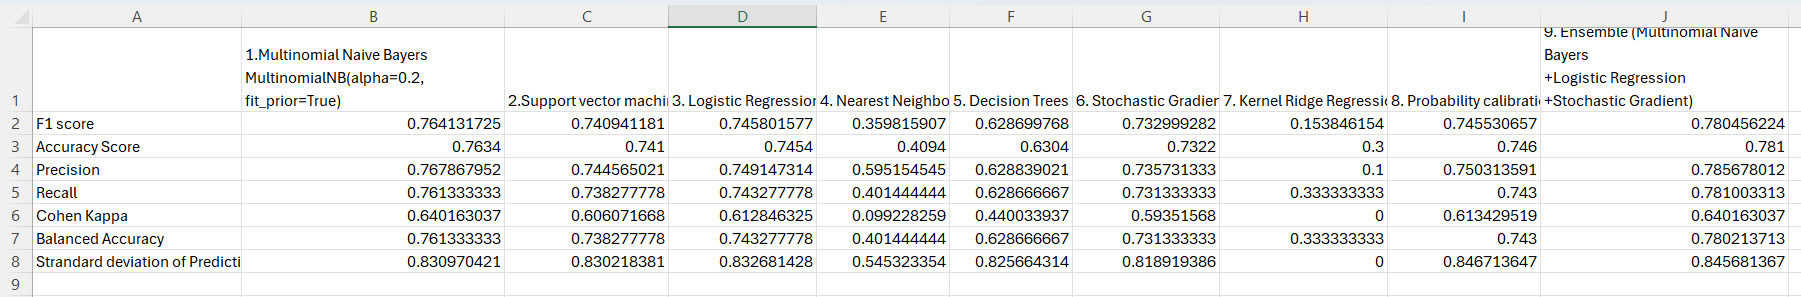 A B C D E F G H I J
1 1.Multinomial Naive Bayers
MultinomialNB(alpha=0.2,
fit_prior=True) 2.Support vector machi 3. Logistic Regression 4. Nearest Neighbo 5. Decision Trees 6. Stochastic Gradier 7. Kernel Ridge Regressic 8. Probability calibrati 9. Ensemble (Multinomial Naive
Bayers
+Logistic Regression
+Stochastic Gradient)
2 F1 score 0.764131725 0.740941181 0.745801577 0.359815907 0.628699768 0.732999282 0.153846154 0.745530657 0.780456224
3 Accuracy Score 0.7634 0.741 0.7454 0.4094 0.6304 0.7322 0.3 0.746 0.781
4 Precision 0.767867952 0.744565021 0.749147314 0.595154545 0.628839021 0.735731333 0.1 0.750313591 0.785678012
5 Recall 0.761333333 0.738277778 0.743277778 0.401444444 0.628666667 0.731333333 0.333333333 0.743 0.781003313
6 Cohen Kappa 0.640163037 0.606071668 0.612846325 0.099228259 0.440033937 0.59351568 0 0.613429519 0.640163037
7 Balanced Accuracy 0.761333333 0.738277778 0.743277778 0.401444444 0.628666667 0.731333333 0.333333333 0.743 0.780213713
8 Strandard deviation of Predicti 0.830970421 0.830218381 0.832681428 0.545323354 0.825664314 0.818919386 0 0.846713647 0.845681367
9